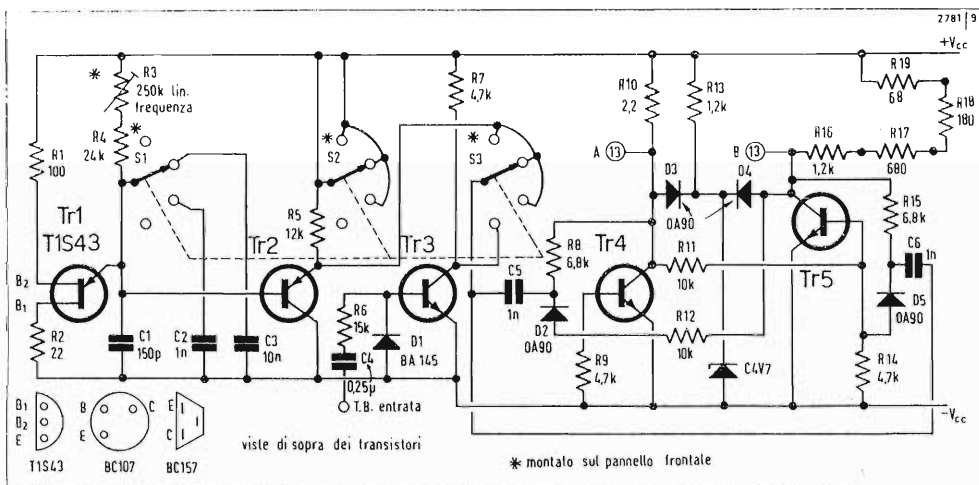 2781 9
+Vcc
R19
68
R18
180
* R3
250k lin.
frequenza
R7
4,7k
R10
2,2
R13
1,2k
R4
24k
*
S1
*
S2
*
S3
A 13
B 13
R16
1,2k
R17
680
R1
100
D3
D4
0A90
R15
6,8k
Tr1
T1S43
R5
12k
Tr2
Tr3
R8
6,8k
Tr4
R11
10k
Tr5
C6
1n
B2
B1
C5
1n
R6
15k
D2
0A90
R12
10k
D5
0A90
R2
22
C1
150p
C2
1n
C3
10n
D1
BA 145
C4
0,25µ
R9
4,7k
C4V7
R14
4,7k
T.B. entrata
-Vcc
B1
B2
E
B
C
E
E
C
viste di sopra dei transistori
T1S43
BC107
BC157
* montato sul pannello frontale